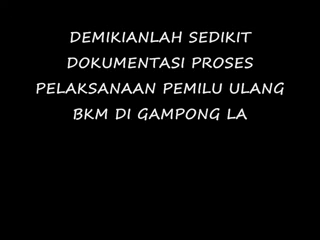 DEMIKIANLAH SEDIKIT
DOKUMENTASI PROSES
PELAKSANAAN PEMILU ULANG
BKM DI GAMPONG LA